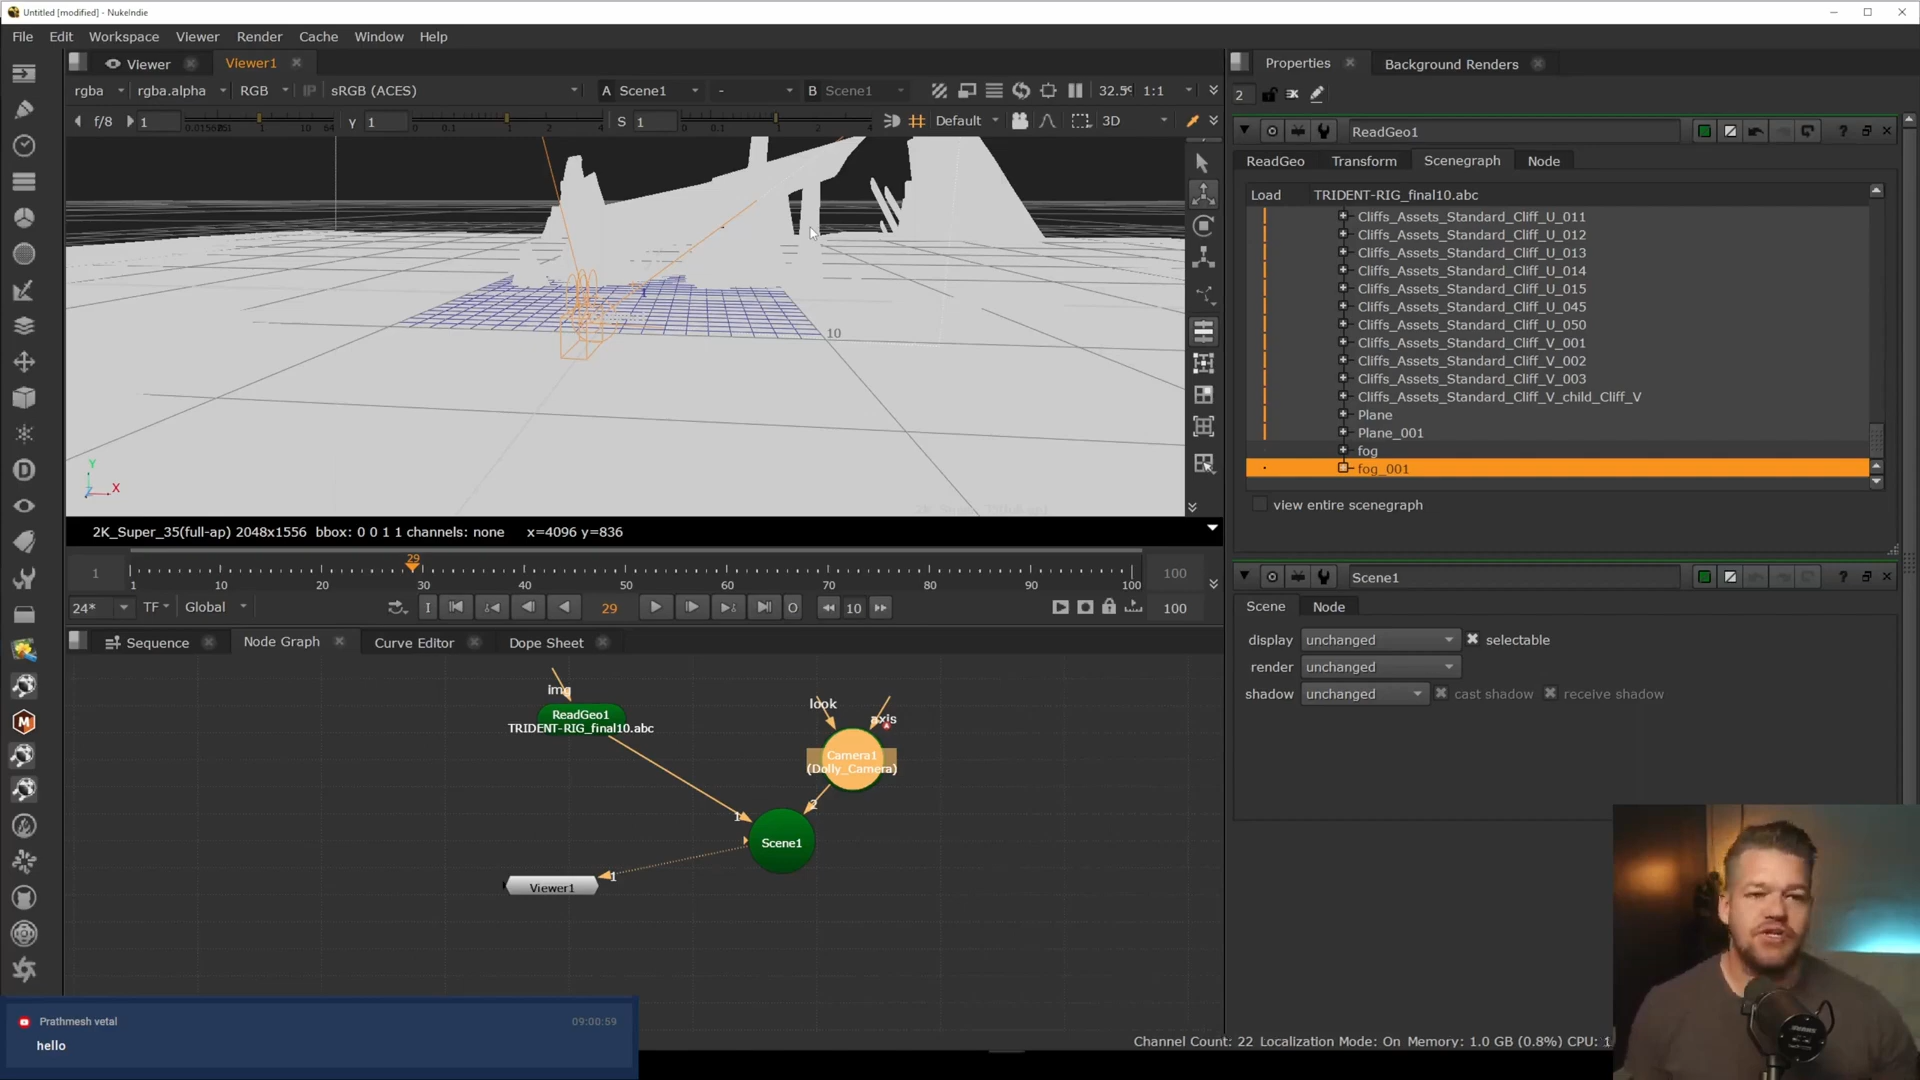 Untitled [modified] - NukeIndie
File Edit Workspace Viewer Render Cache Window Help
Viewer Viewer1
rgba rgba.alpha RGB IP sRGB (ACES) A Scene1 - B Scene1 1:1
f/8 1 γ 1 S 1 Default 3D
10
Y
Z X
2K_Super_35(full-ap) 2048x1556 bbox: 0 0 1 1 channels: none x=4096 y=836
29
1 1 10 20 30 40 50 60 70 80 90 100 100
24* TF Global I 29 O 10 100
Sequence Node Graph Curve Editor Dope Sheet
img
ReadGeo1
TRIDENT-RIG_final10.abc
look
axis
Camera1
(Dolly_Camera)
2
1
Scene1
1
Viewer1
Prathmesh vetal 09:00:59
hello
Properties Background Renders
2
ReadGeo1
ReadGeo Transform Scenegraph Node
Load TRIDENT-RIG_final10.abc
Cliffs_Assets_Standard_Cliff_U_011
Cliffs_Assets_Standard_Cliff_U_012
Cliffs_Assets_Standard_Cliff_U_013
Cliffs_Assets_Standard_Cliff_U_014
Cliffs_Assets_Standard_Cliff_U_015
Cliffs_Assets_Standard_Cliff_U_045
Cliffs_Assets_Standard_Cliff_U_050
Cliffs_Assets_Standard_Cliff_V_001
Cliffs_Assets_Standard_Cliff_V_002
Cliffs_Assets_Standard_Cliff_V_003
Cliffs_Assets_Standard_Cliff_V_child_Cliff_V
Plane
Plane_001
fog
fog_001
view entire scenegraph
Scene1
Scene Node
display unchanged selectable
render unchanged
shadow unchanged cast shadow receive shadow
Channel Count: 22 Localization Mode: On Memory: 1.0 GB (0.8%) CPU: 1